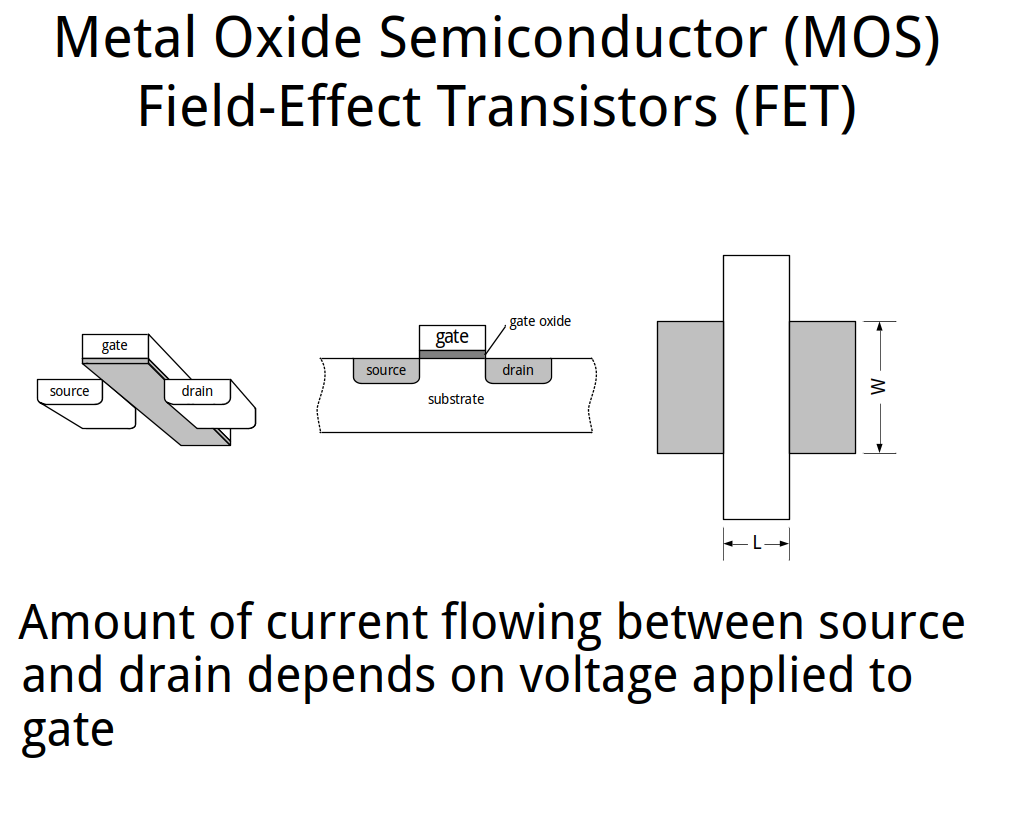 Metal Oxide Semiconductor (MOS)
Field-Effect Transistors (FET)
gate
source
drain
gate
gate oxide
source
drain
substrate
W
L
Amount of current flowing between source
and drain depends on voltage applied to
gate